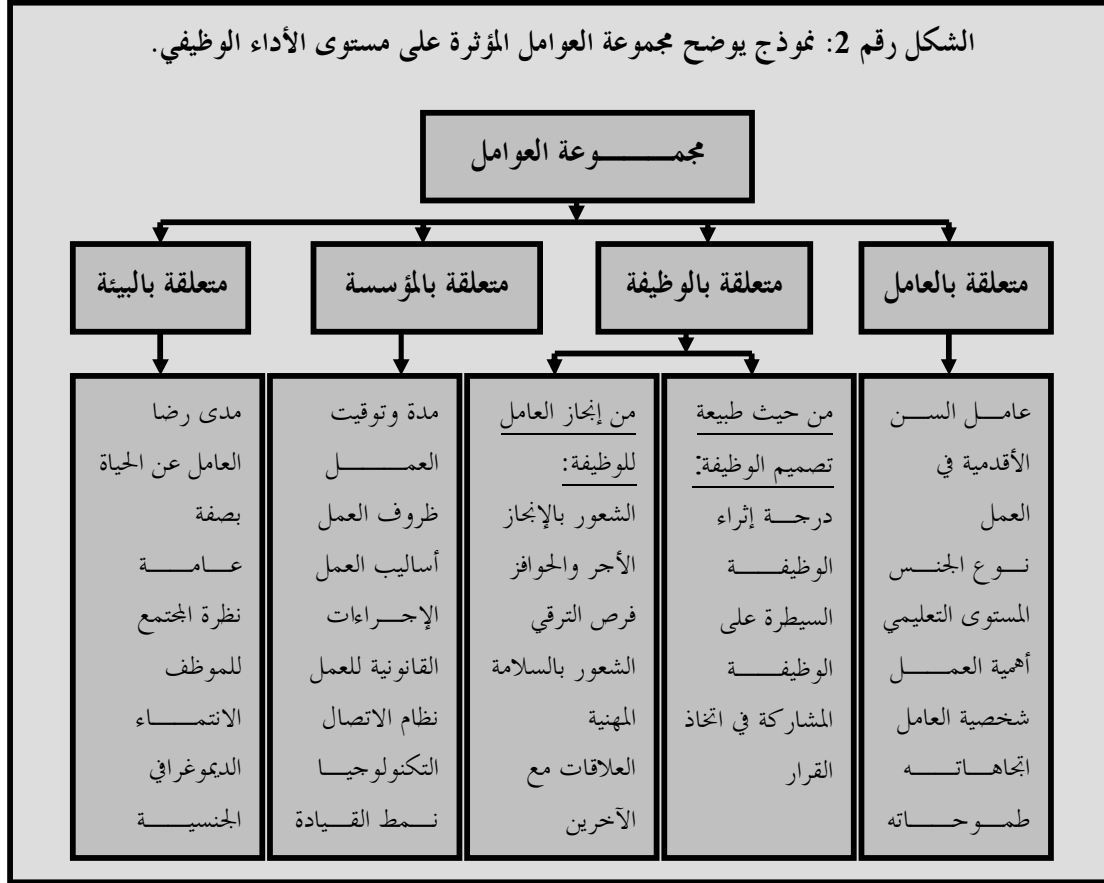 الشكل رقم 2: نموذج يوضح مجموعة العوامل المؤثرة على مستوى الأداء الوظيفي.
مجموعة العوامل
متعلقة بالعامل
متعلقة بالوظيفة
متعلقة بالمؤسسة
متعلقة بالبيئة
عامل السن
الأقدمية في
العمل
نوع الجنس
المستوى التعليمي
أهمية العمل
شخصية العامل
اتجاهاته
طموحاته
من حيث طبيعة
تصميم الوظيفة:
درجة إثراء
الوظيفة
السيطرة على
الوظيفة
المشاركة في اتخاذ
القرار
من إنجاز العامل
للوظيفة:
الشعور بالإنجاز
الأجر والحوافز
فرص الترقي
الشعور بالسلامة
المهنية
العلاقات مع
الآخرين
مدة وتوقيت
العمل
ظروف العمل
أساليب العمل
الإجراءات
القانونية للعمل
نظام الاتصال
التكنولوجيا
نمط القيادة
مدى رضا
العامل عن الحياة
بصفة
عامة
نظرة المجتمع
للموظف
الانتماء
الديموغرافي
الجنسية